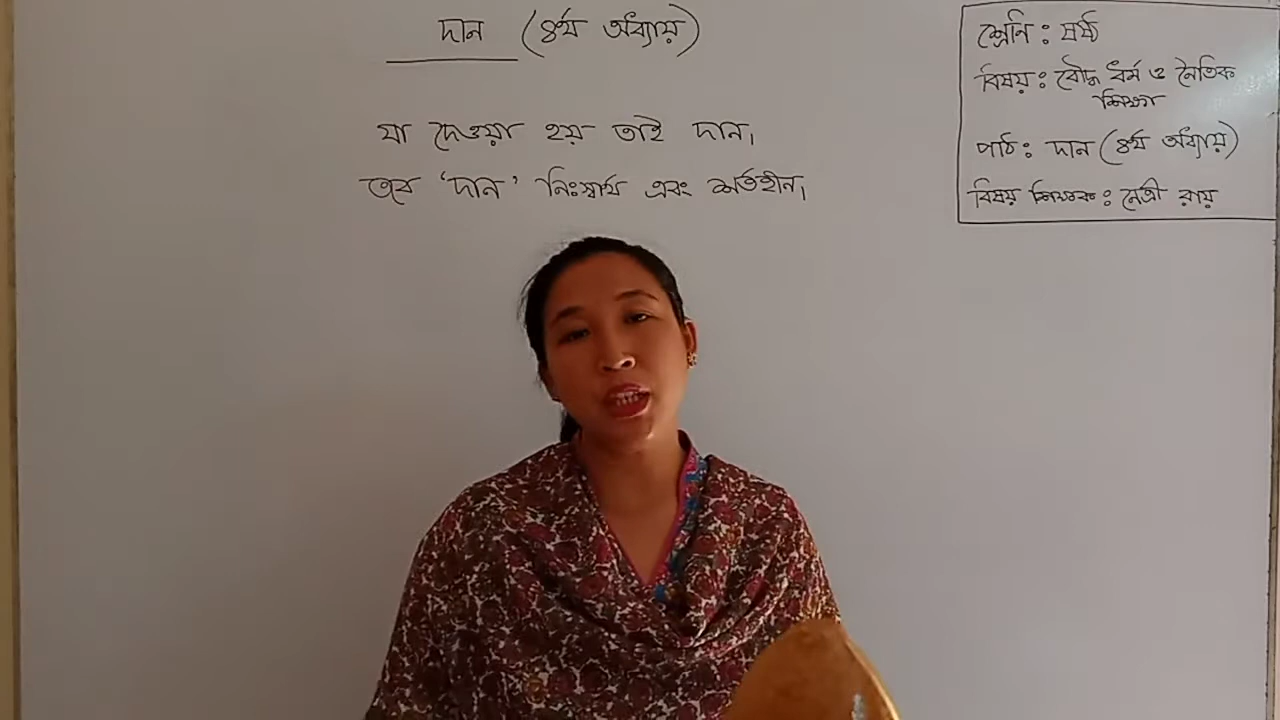 দান (৪র্থ অধ্যায়)
যা দেওয়া হয় তাই দান।
তবে ‘দান’ নিঃস্বার্থ এবং শর্তহীন।
শ্রেনি : ষষ্ঠ
বিষয় : বৌদ্ধ ধর্ম ও নৈতিক
শিক্ষা
পাঠ : দান (৪র্থ অধ্যায়)
বিষয় শিক্ষক : মৈত্রী রায়